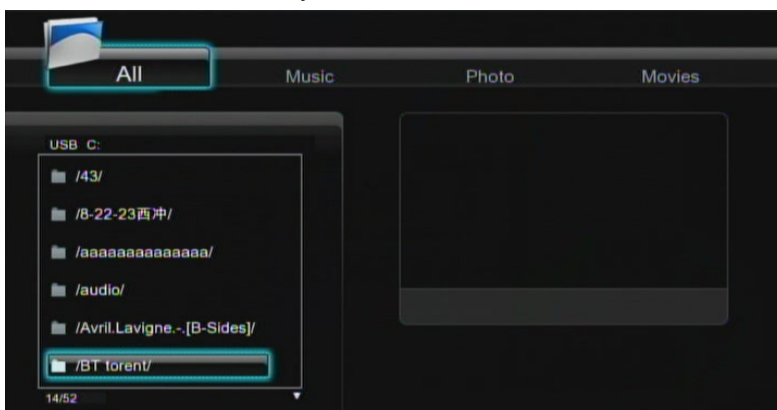 All Music Photo Movies
USB C:
/43/
/8-22-23西冲/
/aaaaaaaaaaaaaa/
/audio/
/Avril.Lavigne.-.[B-Sides]/
/BT torent/
14/52